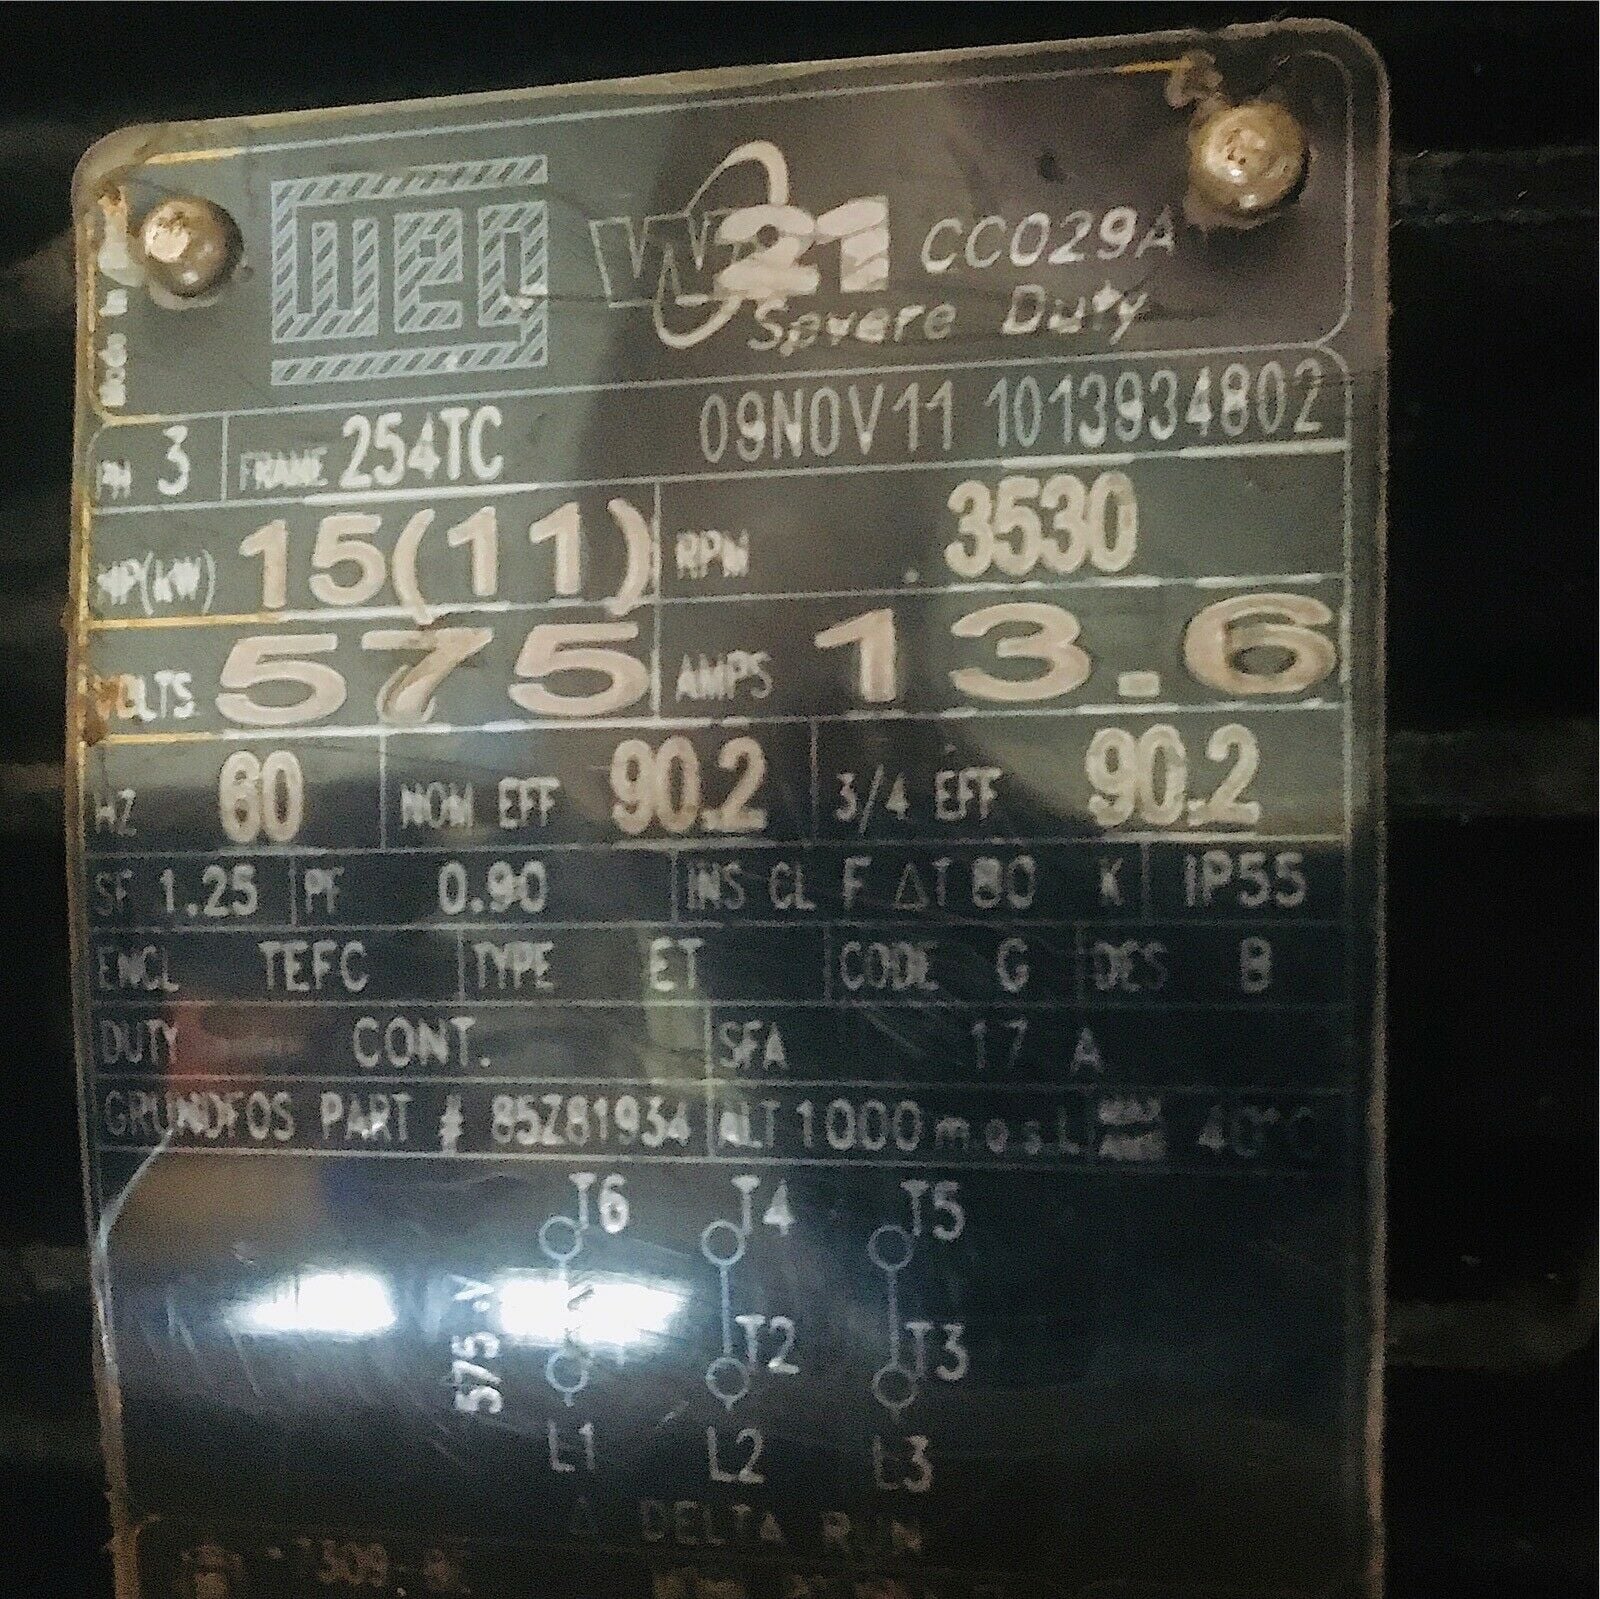 weg W21 CC029A
Severe Duty
PH 3 FRAME 254TC 09NOV11 1013934802
HP(kW) 15(11) RPM 3530
VOLTS 575 AMPS 13.6
HZ 60 NOM EFF 90.2 3/4 EFF 90.2
SF 1.25 PF 0.90 INS CL F ΔT 80 K IP55
ENCL TEFC TYPE ET CODE G DES B
DUTY CONT. SFA 17 A
GRUNDFOS PART # 85Z81934 ALT 1000 m.a.s.l. MAX AMB 40°C
T6 T4 T5
575 V T2 T3
L1 L2 L3
Δ DELTA RUN